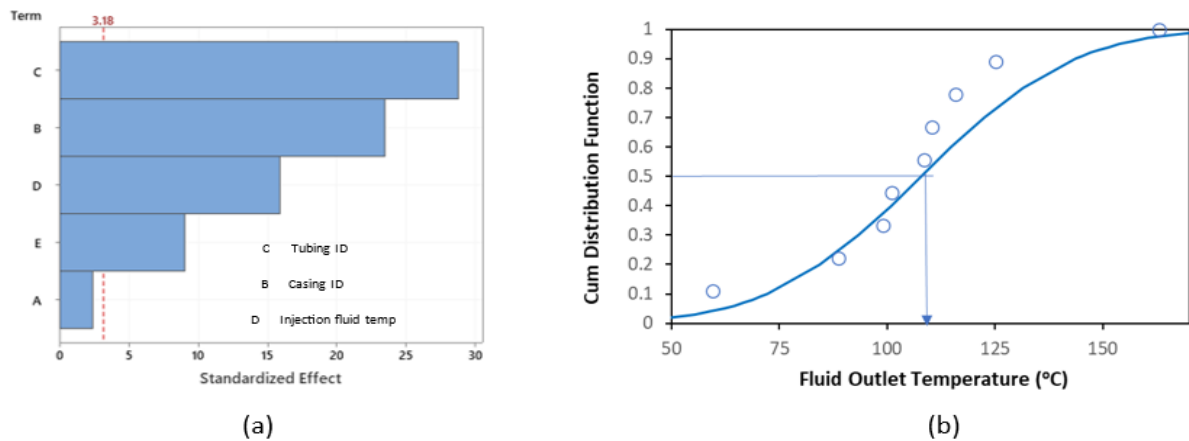 Term
3.18
C
B
D
E
A
C Tubing ID
B Casing ID
D Injection fluid temp
0 5 10 15 20 25 30
Standardized Effect
(a)
Cum Distribution Function
1
0.9
0.8
0.7
0.6
0.5
0.4
0.3
0.2
0.1
0
50 100 125 150
Fluid Outlet Temperature (°C)
(b)